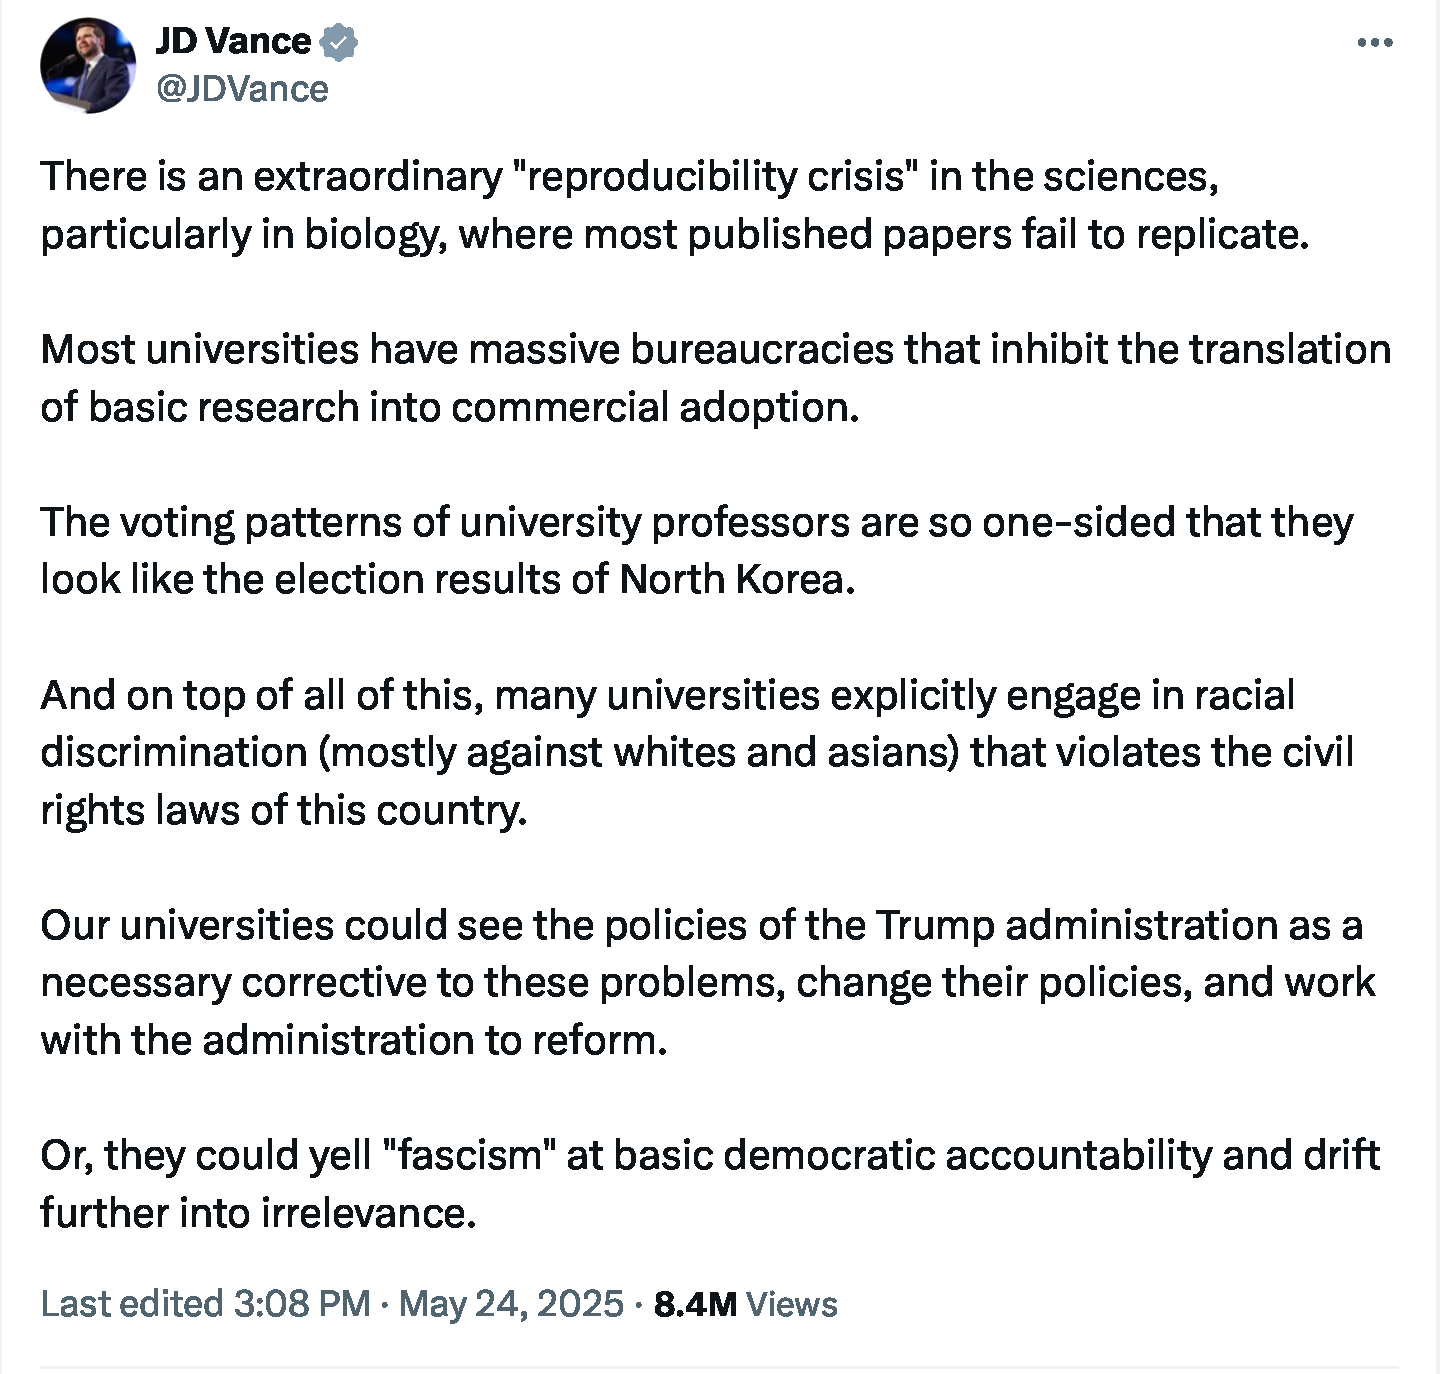 JD Vance
@JDVance
There is an extraordinary "reproducibility crisis" in the sciences,
particularly in biology, where most published papers fail to replicate.
Most universities have massive bureaucracies that inhibit the translation
of basic research into commercial adoption.
The voting patterns of university professors are so one-sided that they
look like the election results of North Korea.
And on top of all of this, many universities explicitly engage in racial
discrimination (mostly against whites and asians) that violates the civil
rights laws of this country.
Our universities could see the policies of the Trump administration as a
necessary corrective to these problems, change their policies, and work
with the administration to reform.
Or, they could yell "fascism" at basic democratic accountability and drift
further into irrelevance.
Last edited 3:08 PM · May 24, 2025 · 8.4M Views